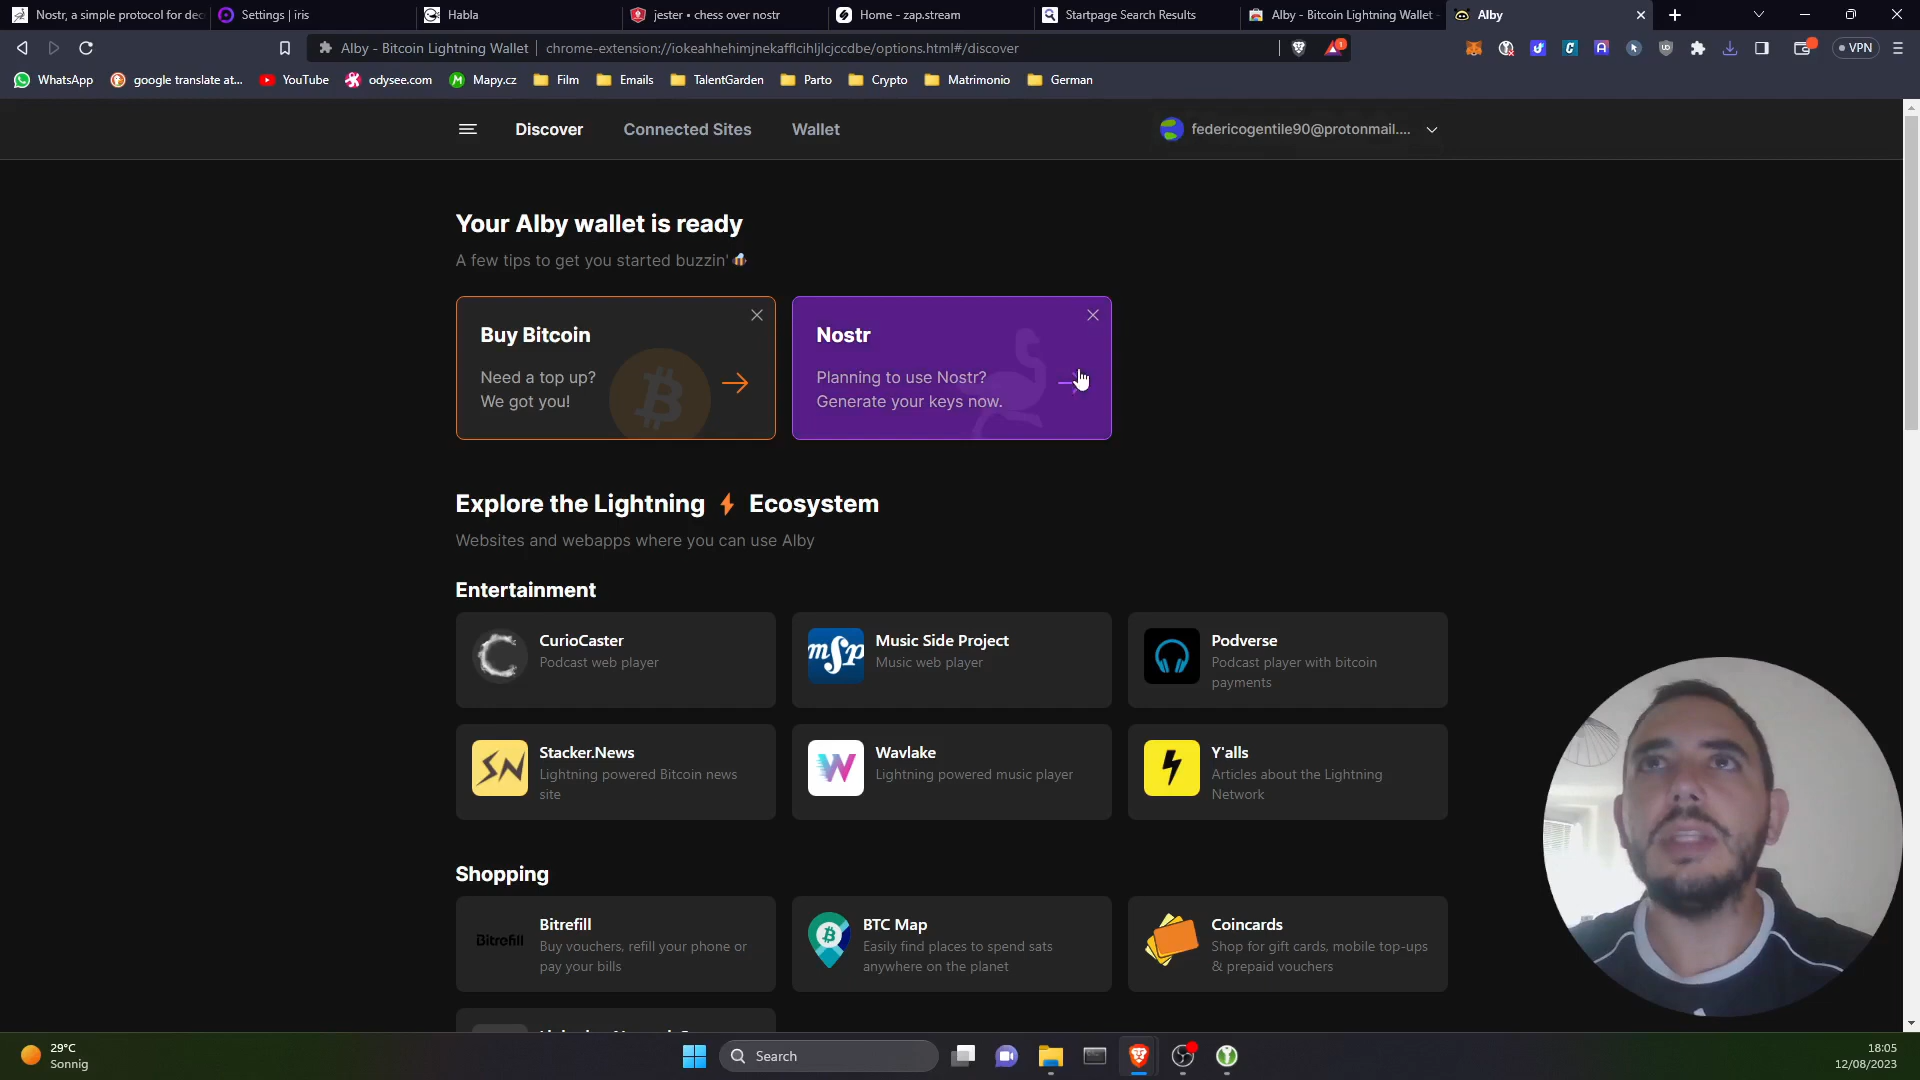 Nostr, a simple protocol for dec
Settings | iris
Habla
jester • chess over nostr
Home - zap.stream
Startpage Search Results
Alby - Bitcoin Lightning Wallet -
Alby
Alby - Bitcoin Lightning Wallet
chrome-extension://iokeahhehimjnekafflcihljlcjccdbe/options.html#/discover
1
VPN
WhatsApp
google translate at...
YouTube
odysee.com
Mapy.cz
Film
Emails
TalentGarden
Parto
Crypto
Matrimonio
German
Discover
Connected Sites
Wallet
federicogentile90@protonmail....
Your Alby wallet is ready
A few tips to get you started buzzin'🐝
Buy Bitcoin
Need a top up?
We got you!
Nostr
Planning to use Nostr?
Generate your keys now.
Explore the Lightning ⚡ Ecosystem
Websites and webapps where you can use Alby
Entertainment
CurioCaster
Podcast web player
mSp
Music Side Project
Music web player
Podverse
Podcast player with bitcoin
payments
SN
Stacker.News
Lightning powered Bitcoin news
site
W
Wavlake
Lightning powered music player
Y'alls
Articles about the Lightning
Network
Shopping
Bitrefill
Bitrefill
Buy vouchers, refill your phone or
pay your bills
BTC Map
Easily find places to spend sats
anywhere on the planet
Coincards
Shop for gift cards, mobile top-ups
& prepaid vouchers
29°C
Sonnig
Search
18:05
12/08/2023